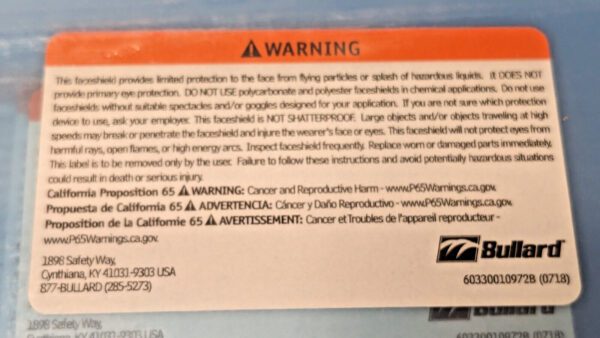 ⚠ WARNING
This faceshield provides limited protection to the face from flying particles or splash of hazardous liquids. It DOES NOT
provide primary eye protection. DO NOT USE polycarbonate and polyester faceshields in chemical applications. Do not use
faceshields without suitable spectacles and/or goggles designed for your application. If you are not sure which protection
device to use, ask your employer. This faceshield is NOT SHATTERPROOF. Large objects and/or objects traveling at high
speeds may break or penetrate the faceshield and injure the wearer's face or eyes. This faceshield will not protect eyes from
harmful rays, open flames, or high energy arcs. Inspect faceshield frequently. Replace worn or damaged parts immediately.
This label is to be removed only by the user. Failure to follow these instructions and avoid potentially hazardous situations
could result in death or serious injury.
California Proposition 65 ⚠ WARNING: Cancer and Reproductive Harm - www.P65Warnings.ca.gov.
Propuesta de California 65 ⚠ ADVERTENCIA: Cáncer y Daño Reproductivo - www.P65Warnings.ca.gov.
Proposition de la Californie 65 ⚠ AVERTISSEMENT: Cancer et Troubles de l'appareil reproducteur -
www.P65Warnings.ca.gov.
1898 Safety Way,
Cynthiana, KY 41031-9303 USA
877-BULLARD (285-5273)
Bullard
60330010972B (0718)
Bullard
1898 Safety Way,
Cynthiana, KY 41031-9303 USA
60330010972B (0718)